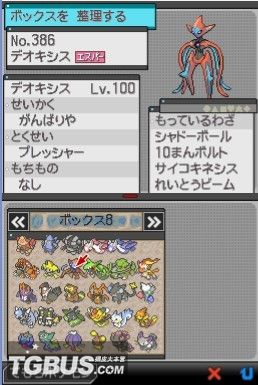 ボックスを 整理する
No.386
デオキシス エスパー
デオキシス Lv.100
せいかく
がんばりや
とくせい
プレッシャー
もちもの
なし
もっているわざ
シャドーボール
10まんボルト
サイコキネシス
れいとうビーム
ボックス8
TGBUS.COM